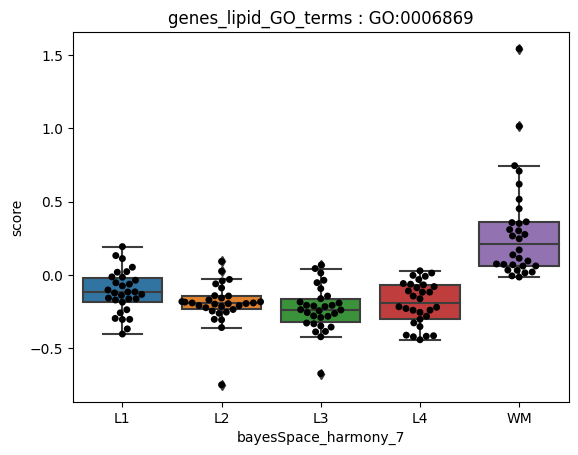 genes_lipid_GO_terms : GO:0006869
score
1.5
1.0
0.5
0.0
−0.5
L1 L2 L3 L4 WM
bayesSpace_harmony_7